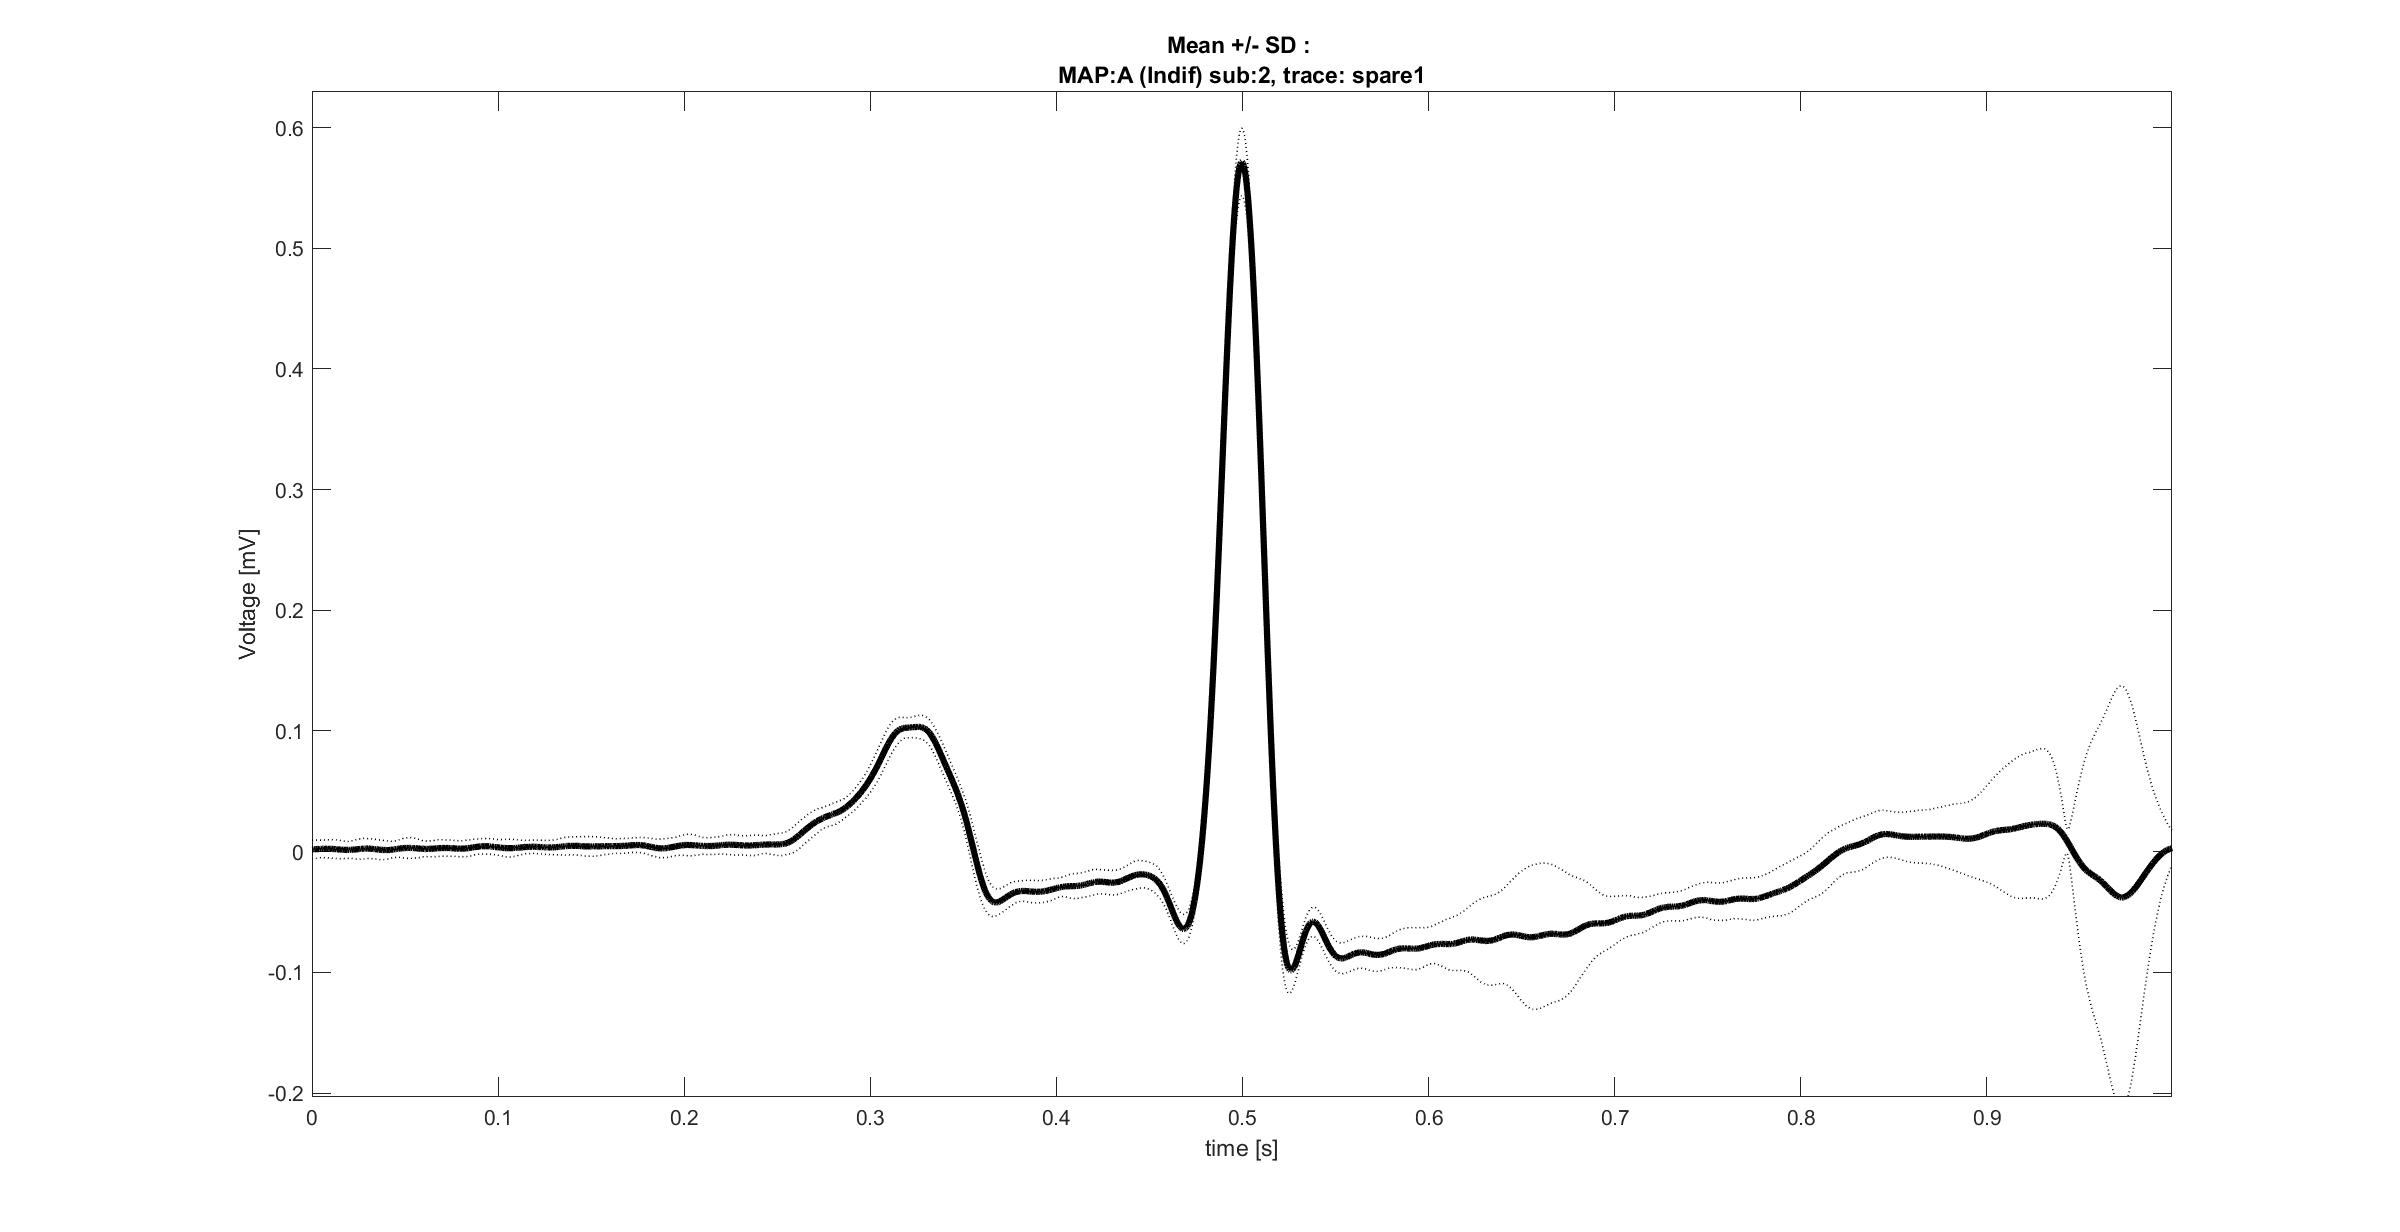 Mean +/- SD :
MAP:A (Indif) sub:2, trace: spare1
0.6
0.5
0.4
0.3
0.2
0.1
0
-0.1
-0.2
Voltage [mV]
0 0.1 0.2 0.3 0.4 0.5 0.6 0.7 0.8 0.9
time [s]